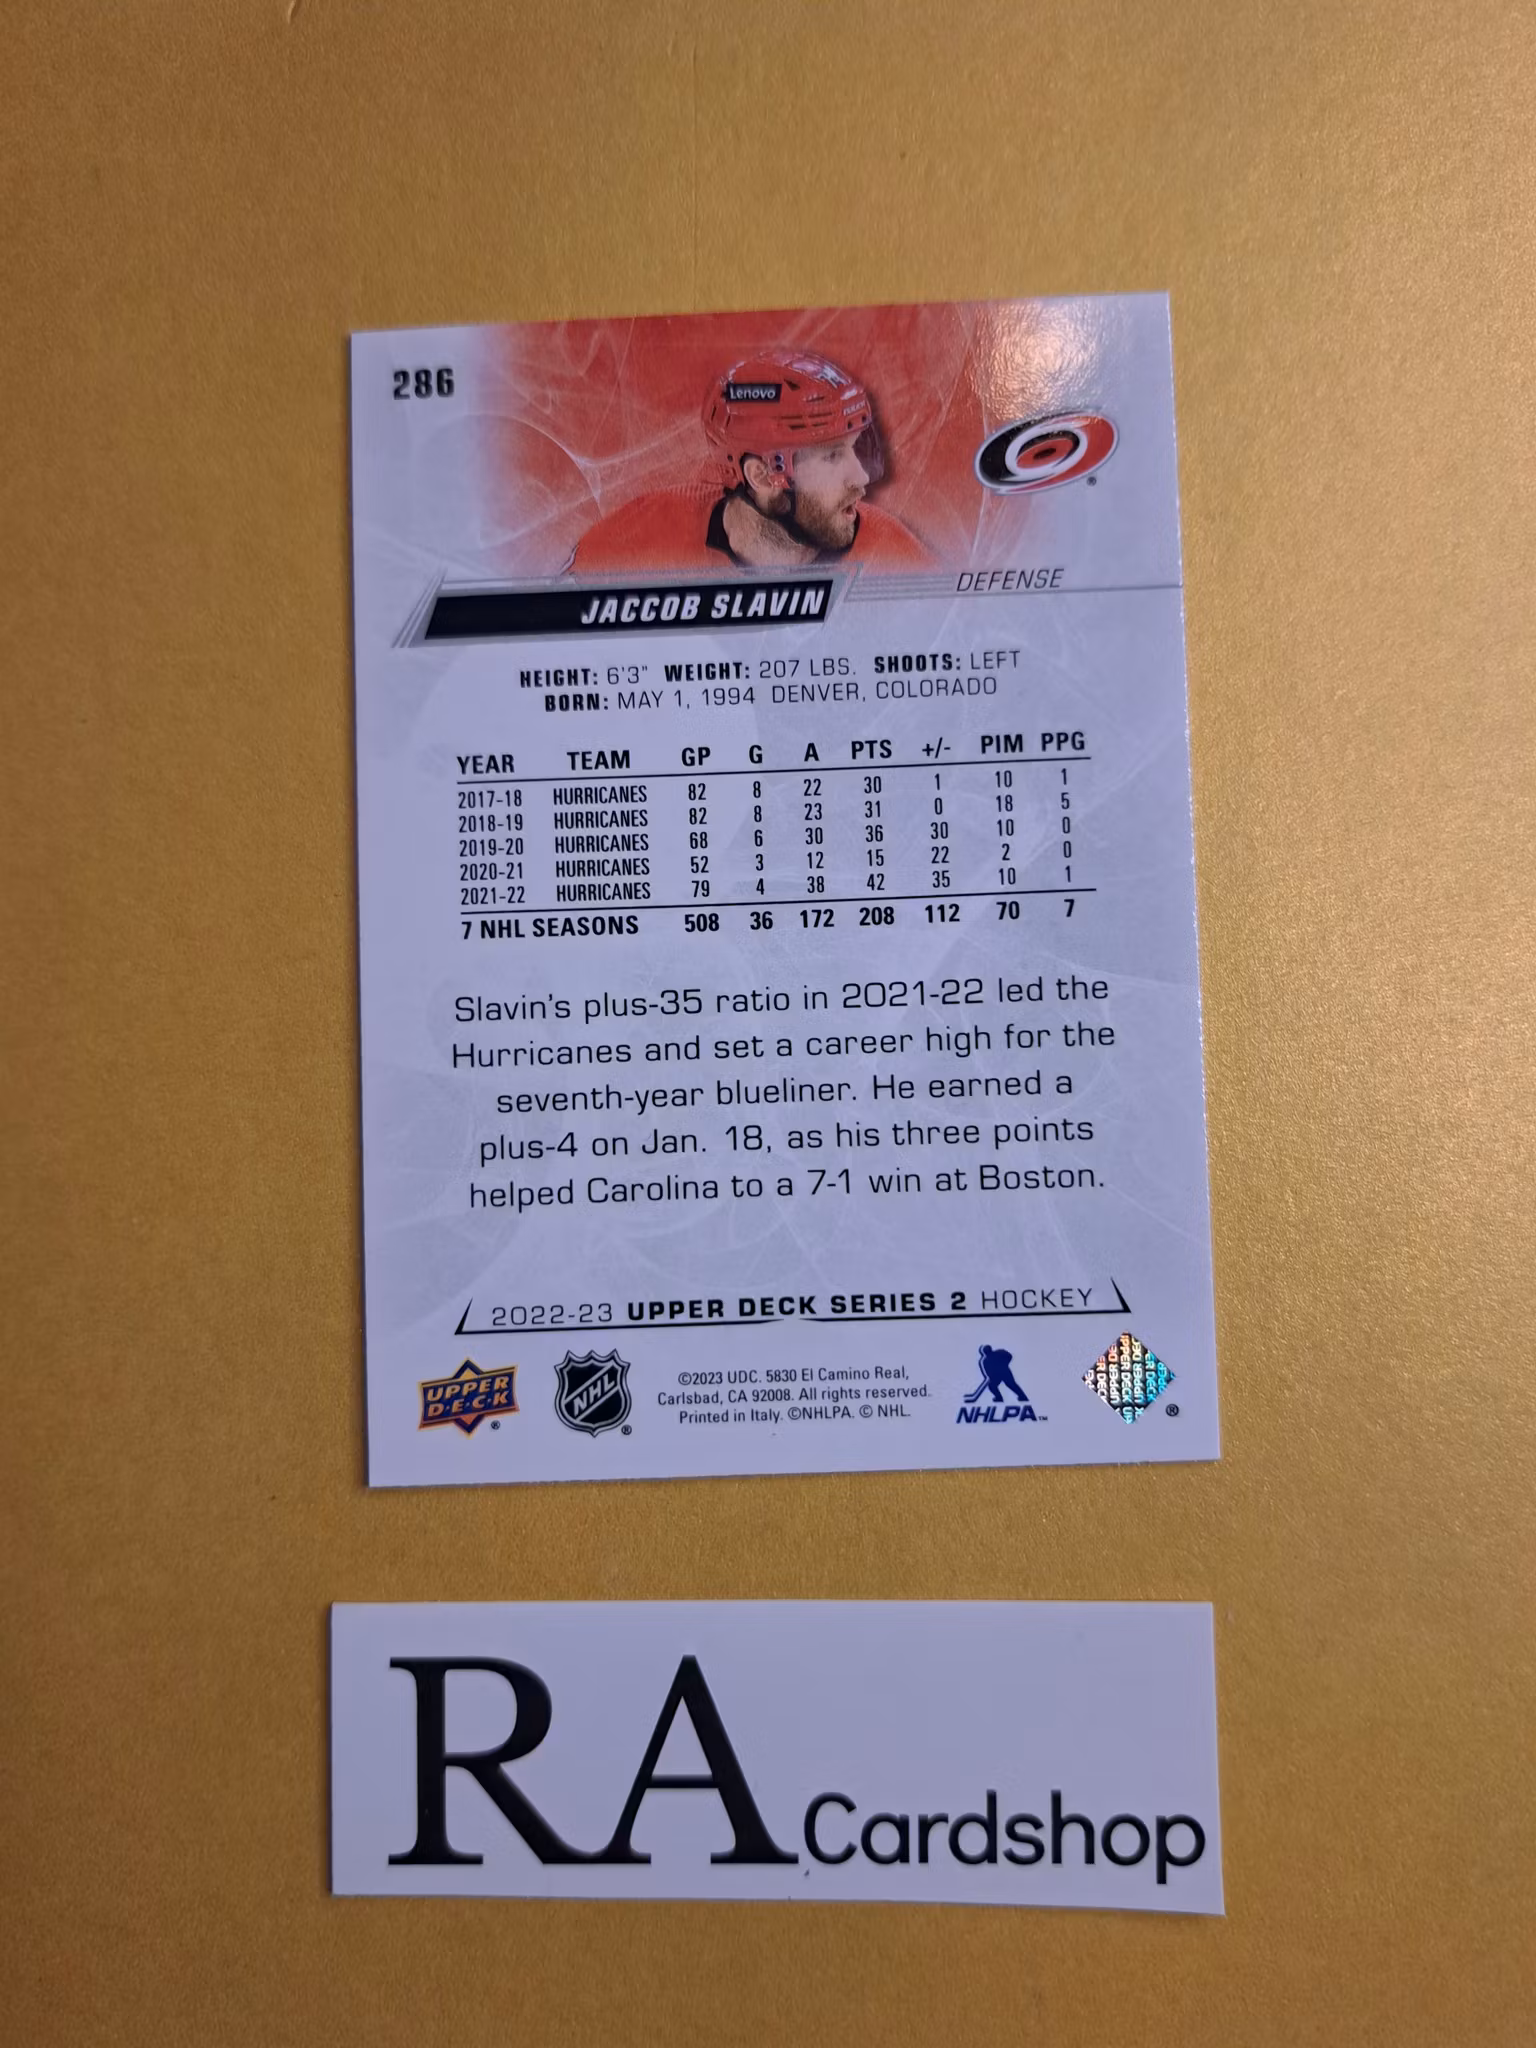 286
Lenovo
DEFENSE
JACCOB SLAVIN
HEIGHT: 6'3" WEIGHT: 207 LBS. SHOOTS: LEFT
BORN: MAY 1, 1994 DENVER, COLORADO
YEAR TEAM GP G A PTS +/- PIM PPG
2017-18 HURRICANES 82 8 22 30 1 10 1
2018-19 HURRICANES 82 8 23 31 0 18 5
2019-20 HURRICANES 68 6 30 36 30 10 0
2020-21 HURRICANES 52 3 12 15 22 2 0
2021-22 HURRICANES 79 4 38 42 35 10 1
7 NHL SEASONS 508 36 172 208 112 70 7
Slavin's plus-35 ratio in 2021-22 led the
Hurricanes and set a career high for the
seventh-year blueliner. He earned a
plus-4 on Jan. 18, as his three points
helped Carolina to a 7-1 win at Boston.
2022-23 UPPER DECK SERIES 2 HOCKEY
UPPER
D·E·C·K ®
NHL ®
©2023 UDC. 5830 El Camino Real,
Carlsbad, CA 92008. All rights reserved.
Printed in Italy. ©NHLPA. © NHL.
NHLPA™
®
RA Cardshop